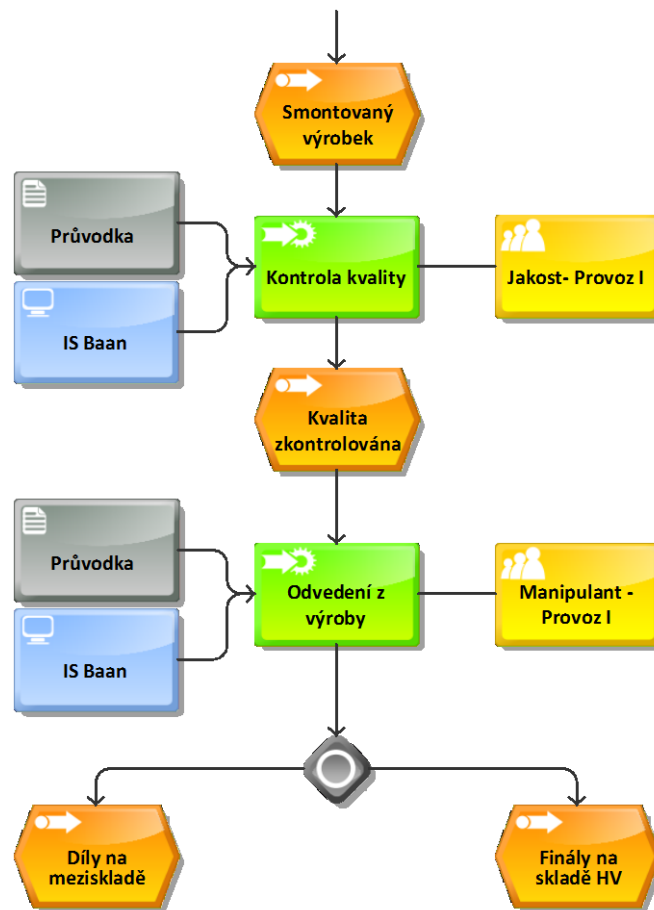 Smontovaný
výrobek
Průvodka
Kontrola kvality
Jakost- Provoz I
IS Baan
Kvalita
zkontrolována
Průvodka
Odvedení z
výroby
Manipulant -
Provoz I
IS Baan
Díly na
meziskladě
Finály na
skladě HV